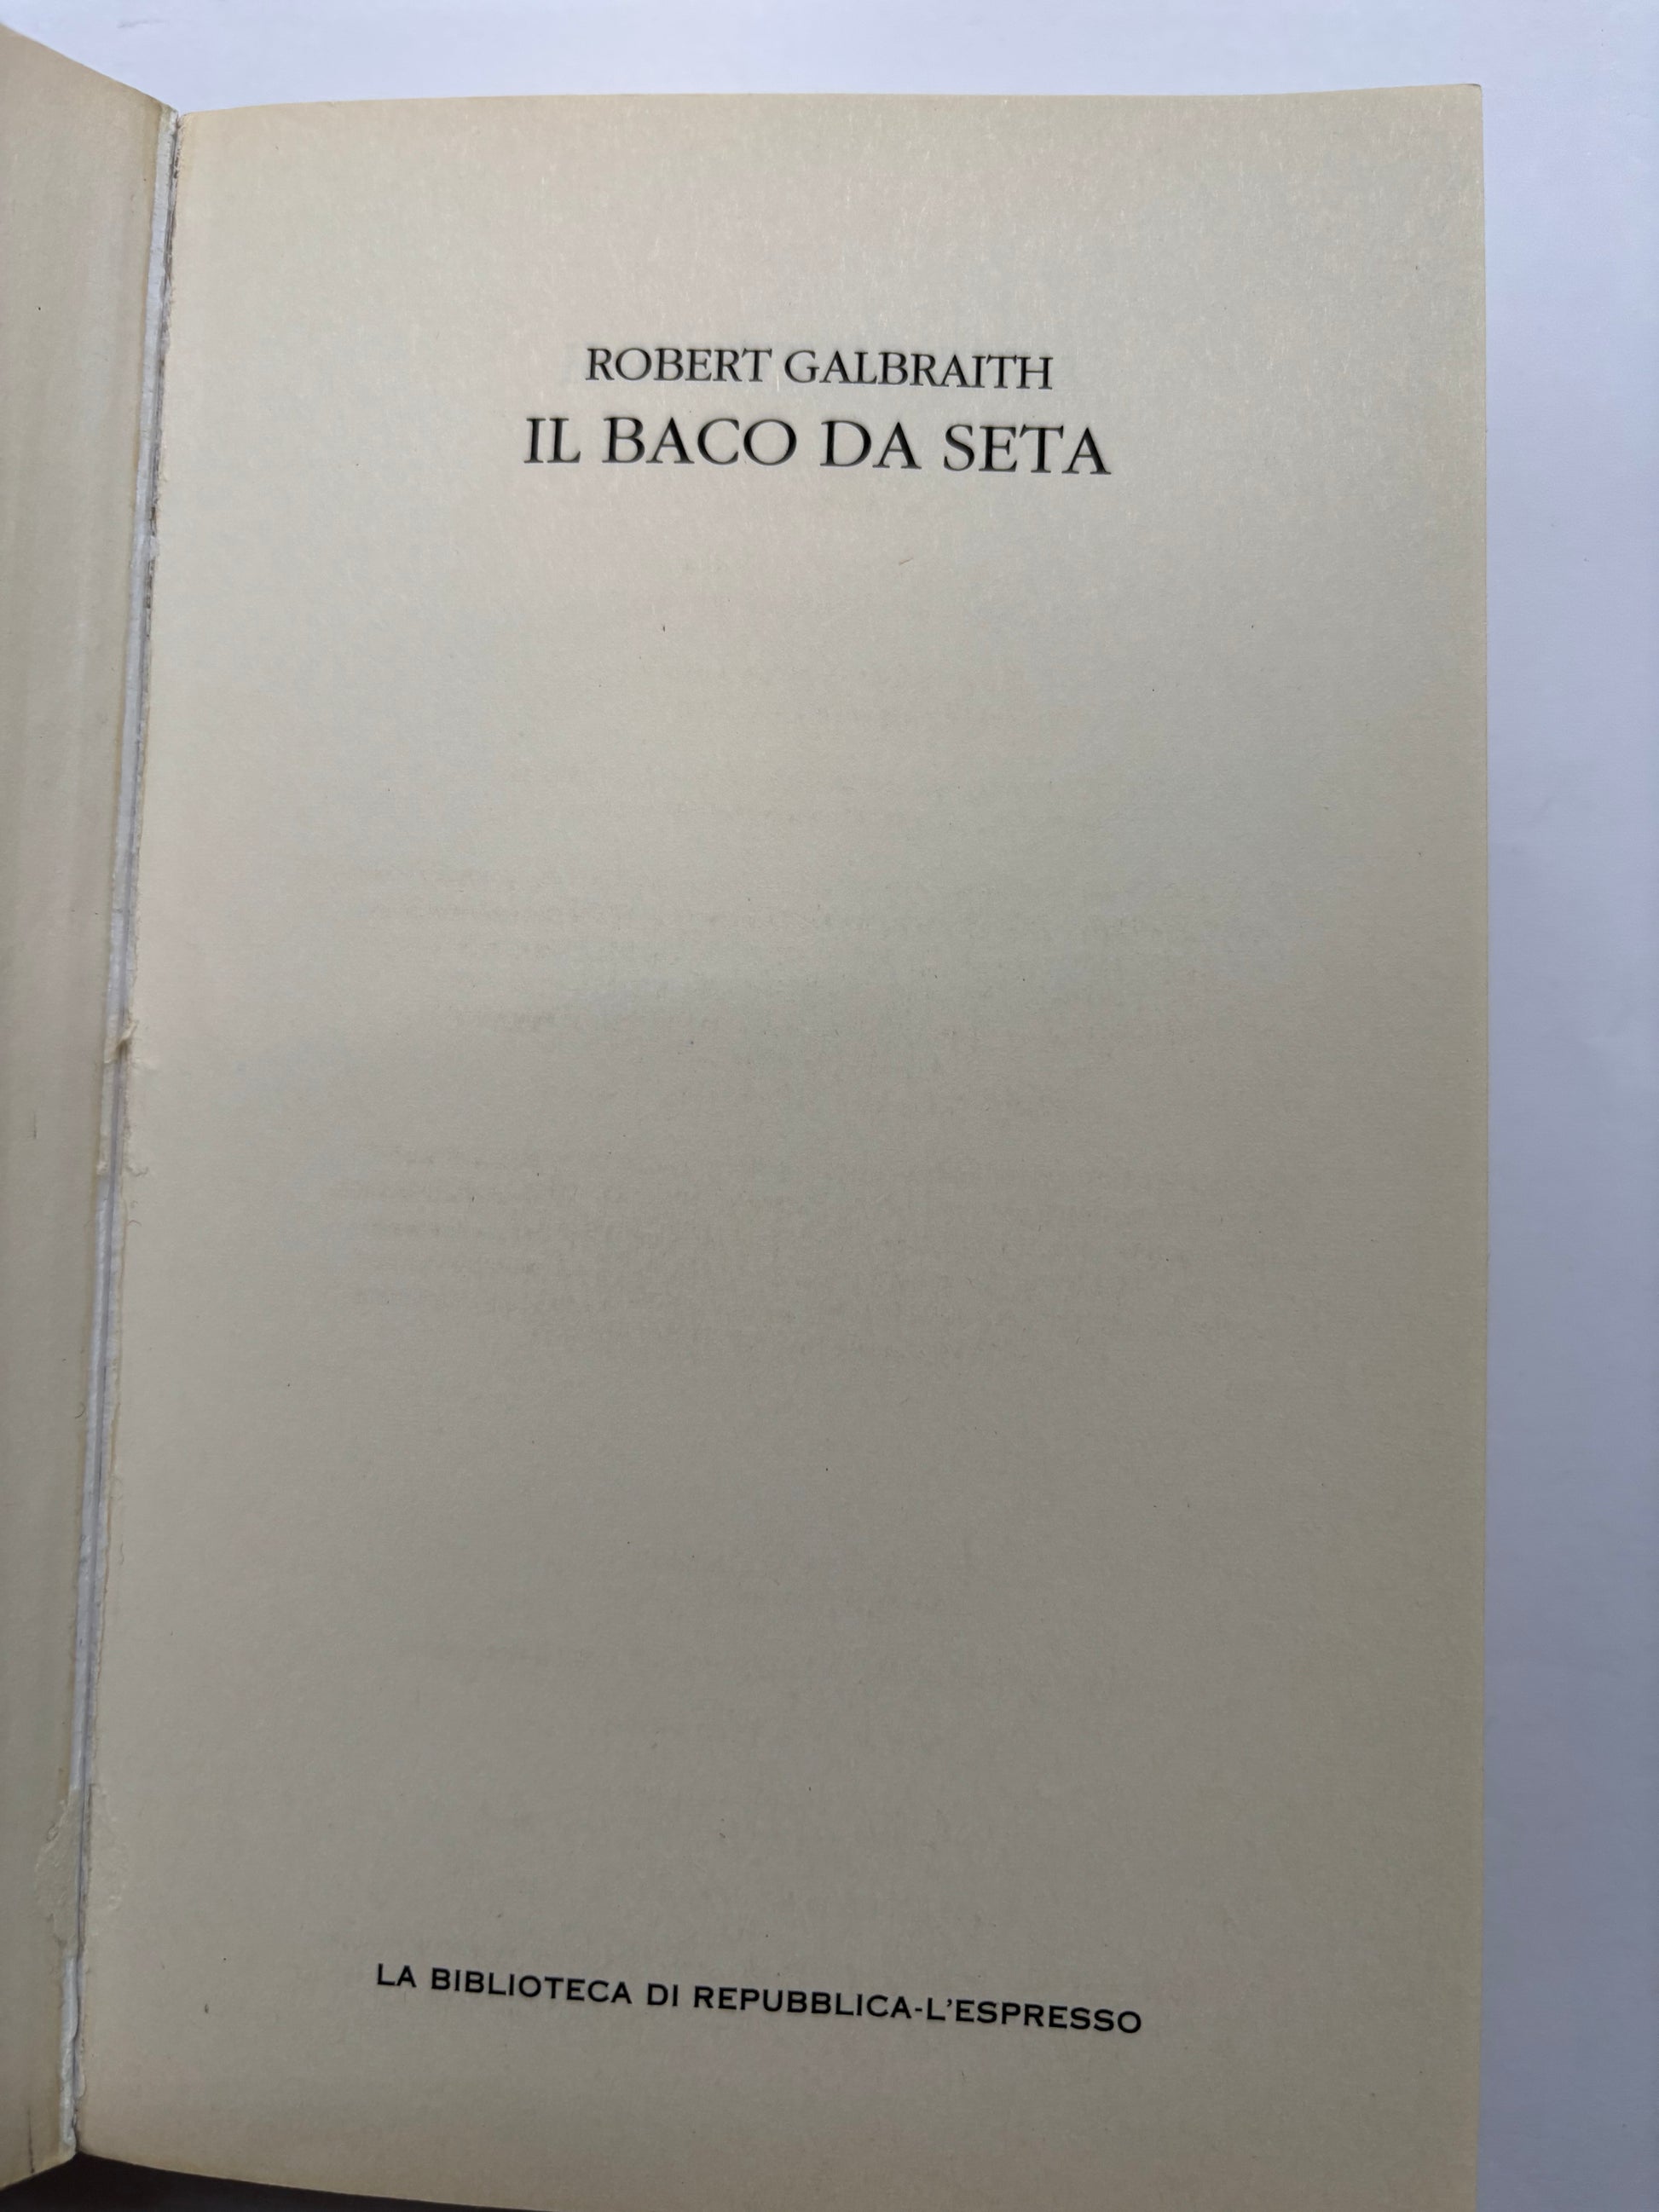 ROBERT GALBRAITH
IL BACO DA SETA
LA BIBLIOTECA DI REPUBBLICA-L'ESPRESSO